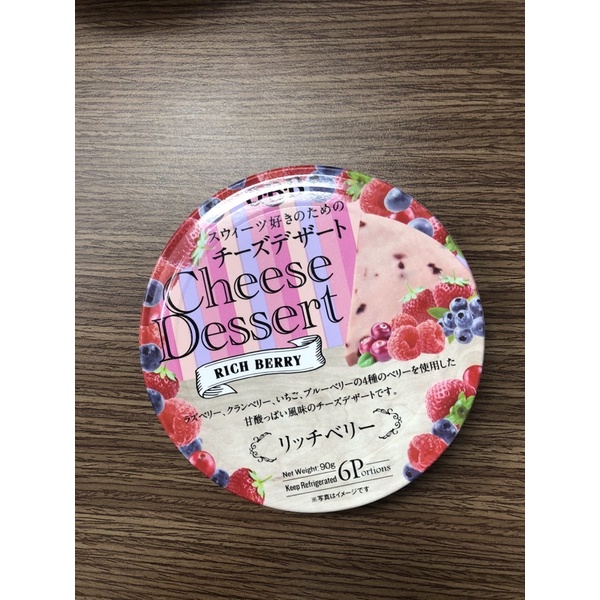 スウィーツ好きのための
チーズデザート
Cheese
Dessert
RICH BERRY
ラズベリー、クランベリー、いちご、ブルーベリーの4種のベリーを使用した
甘酸っぱい風味のチーズデザートです。
リッチベリー
Net Weight:90g
Keep Refrigerated 6Portions
※写真はイメージです